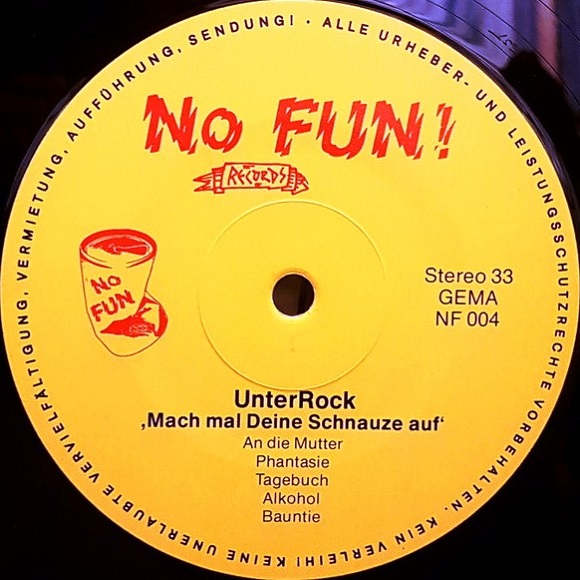 ALLE URHEBER- UND LEISTUNGSSCHUTZRECHTE VORBEHALTEN. KEIN VERLEIH! KEINE UNERLAUBTE VERVIELFÄLTIGUNG, VERMIETUNG, AUFFÜHRUNG, SENDUNG! ·
No FUN!
RECORDS
No
FUN
Stereo 33
GEMA
NF 004
UnterRock
‚Mach mal Deine Schnauze auf‘
An die Mutter
Phantasie
Tagebuch
Alkohol
Bauntie